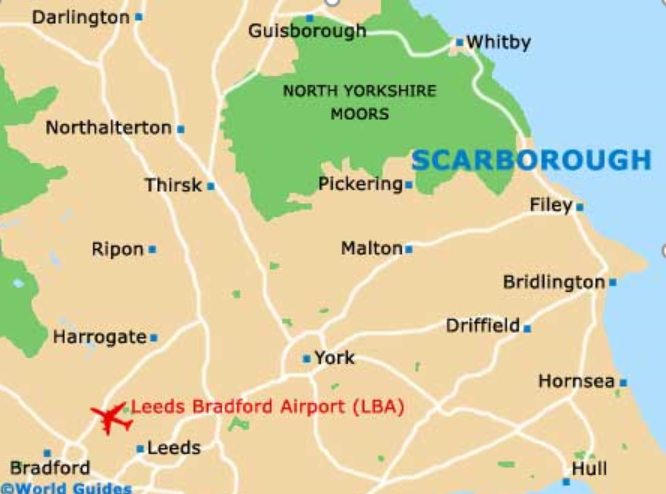 Darlington
Guisborough
Whitby
NORTH YORKSHIRE
MOORS
Northalterton
SCARBOROUGH
Thirsk
Pickering
Filey
Ripon
Malton
Bridlington
Harrogate
Driffield
York
Hornsea
Leeds Bradford Airport (LBA)
Leeds
Bradford
Hull
©World Guides